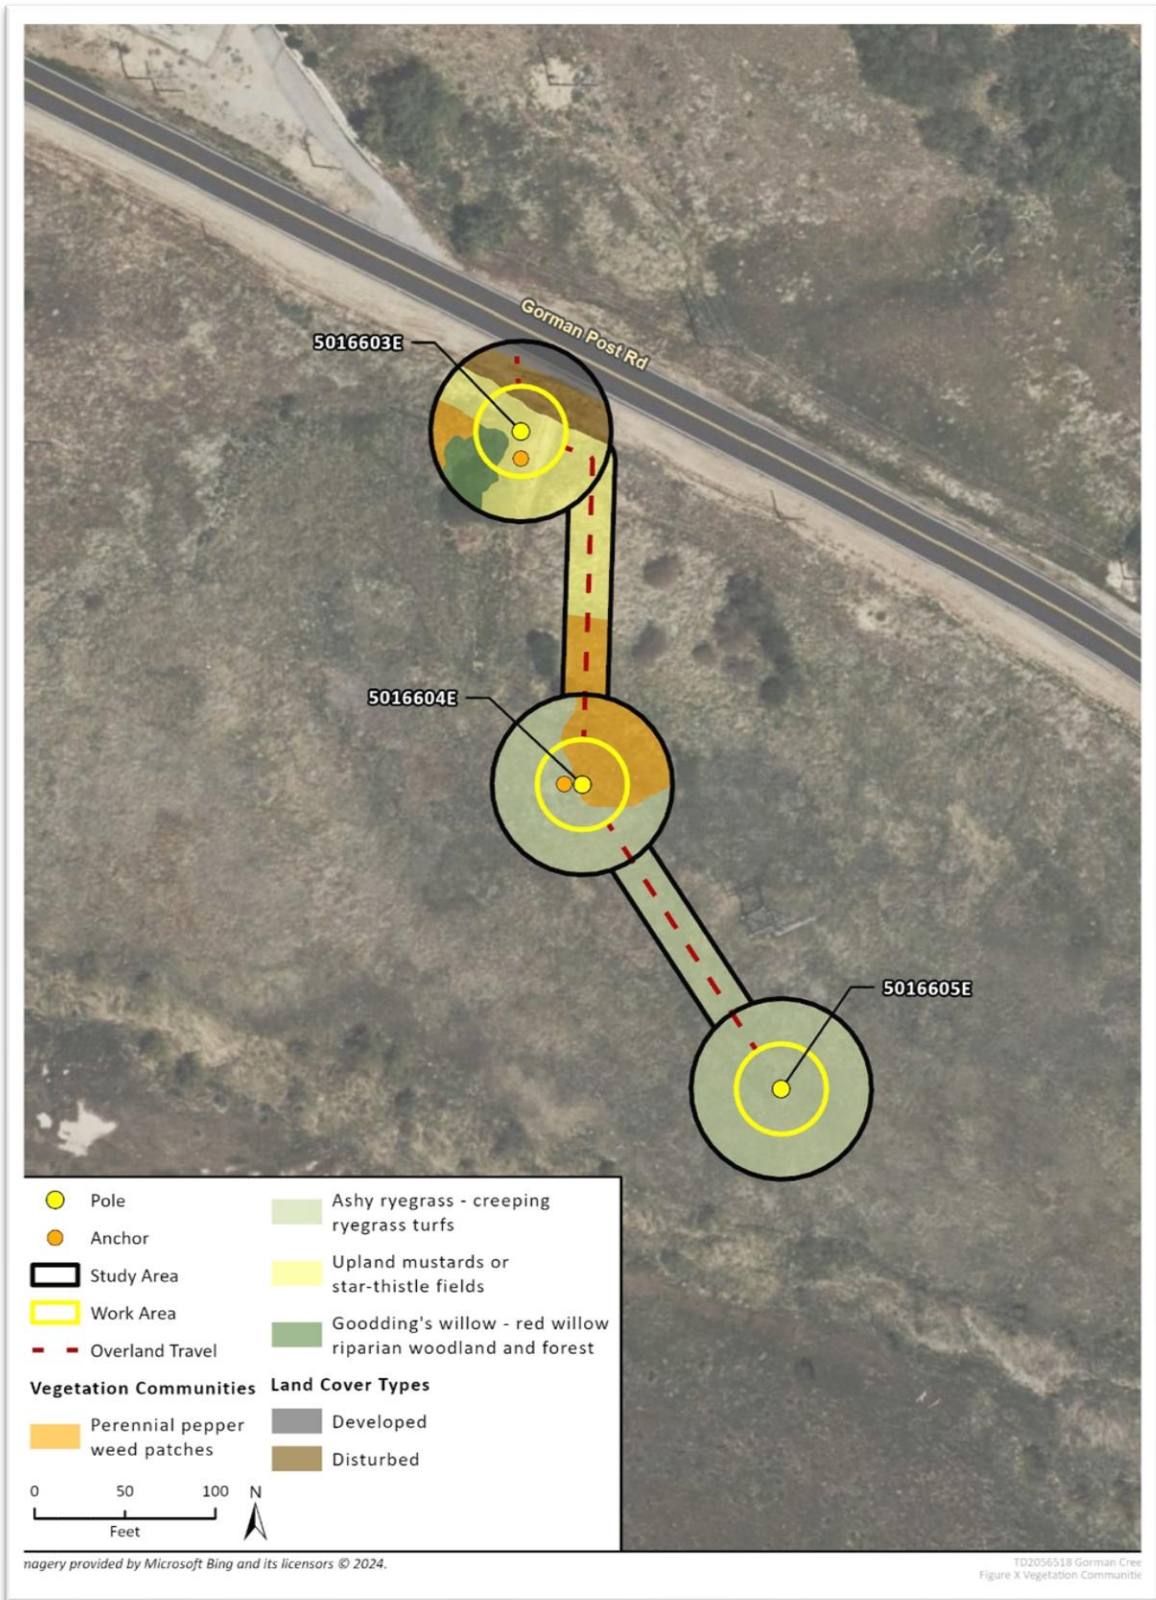 Gorman Post Rd
5016603E
5016604E
5016605E
Pole
Anchor
Study Area
Work Area
Overland Travel
Vegetation Communities
Perennial pepper
weed patches
Ashy ryegrass - creeping
ryegrass turfs
Upland mustards or
star-thistle fields
Goodding's willow - red willow
riparian woodland and forest
Land Cover Types
Developed
Disturbed
0 50 100
Feet
N
nagery provided by Microsoft Bing and its licensors © 2024.
TD2056518 Gorman Cree
Figure X Vegetation Communitie